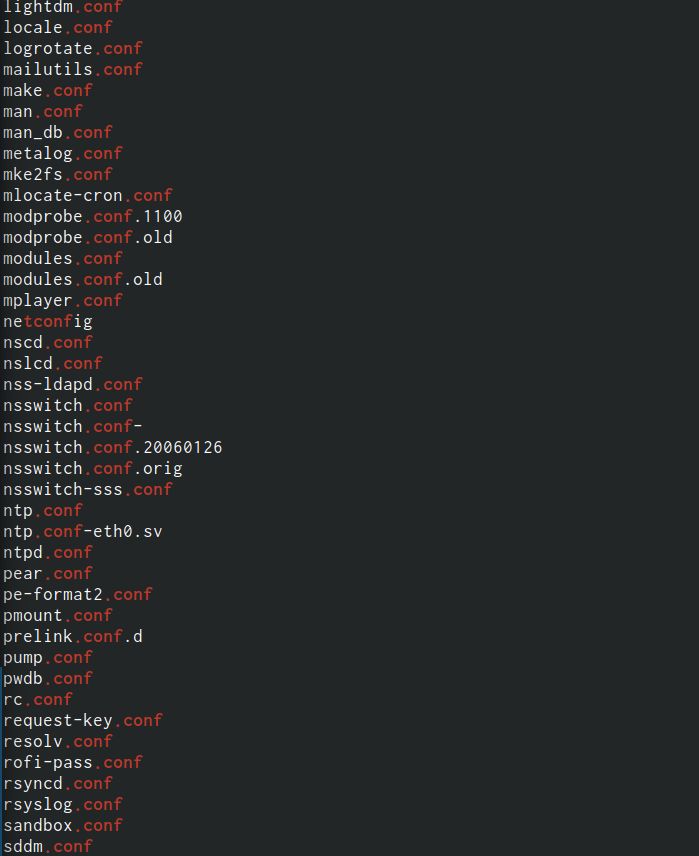 lightdm.conf
locale.conf
logrotate.conf
mailutils.conf
make.conf
man.conf
man_db.conf
metalog.conf
mke2fs.conf
mlocate-cron.conf
modprobe.conf.1100
modprobe.conf.old
modules.conf
modules.conf.old
mplayer.conf
netconfig
nscd.conf
nslcd.conf
nss-ldapd.conf
nsswitch.conf
nsswitch.conf-
nsswitch.conf.20060126
nsswitch.conf.orig
nsswitch-sss.conf
ntp.conf
ntp.conf-eth0.sv
ntpd.conf
pear.conf
pe-format2.conf
pmount.conf
prelink.conf.d
pump.conf
pwdb.conf
rc.conf
request-key.conf
resolv.conf
rofi-pass.conf
rsyncd.conf
rsyslog.conf
sandbox.conf
sddm.conf